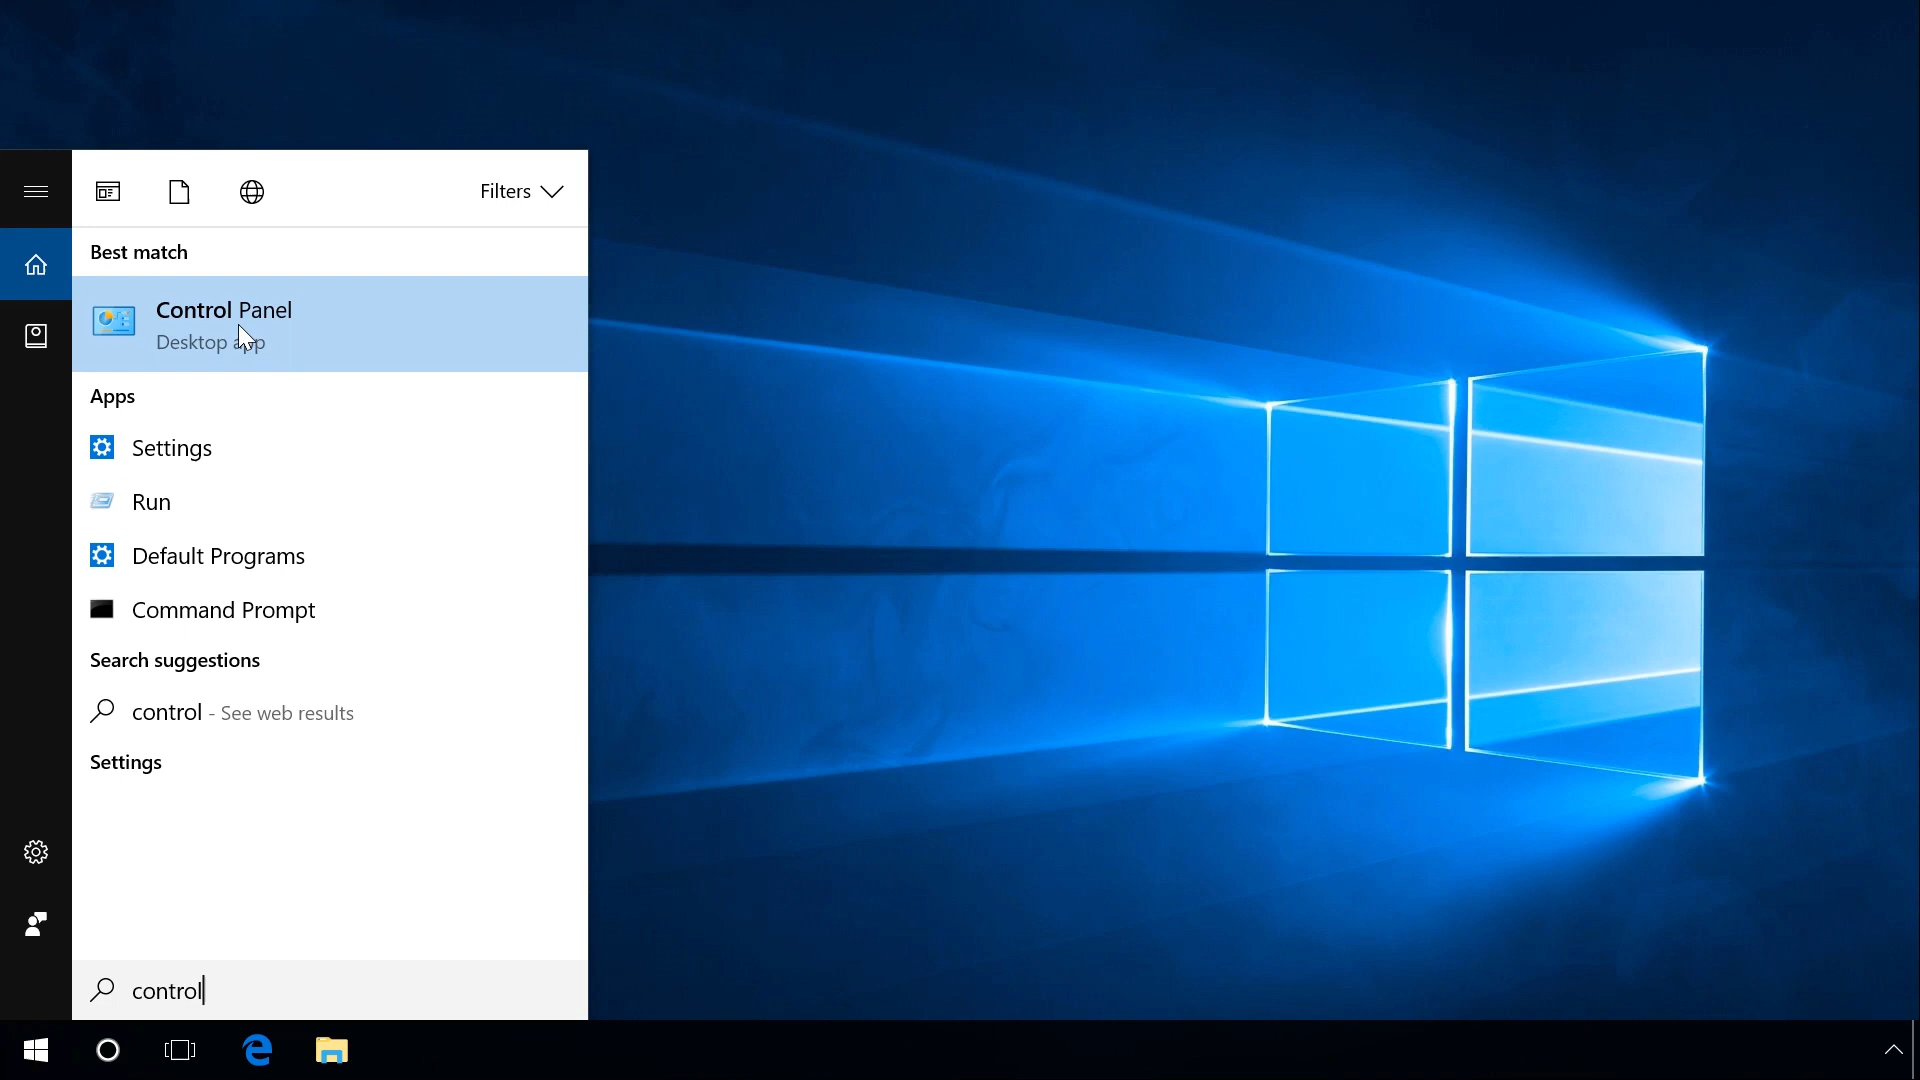 Filters
Best match
Control Panel
Desktop app
Apps
Settings
Run
Default Programs
Command Prompt
Search suggestions
control - See web results
Settings
control